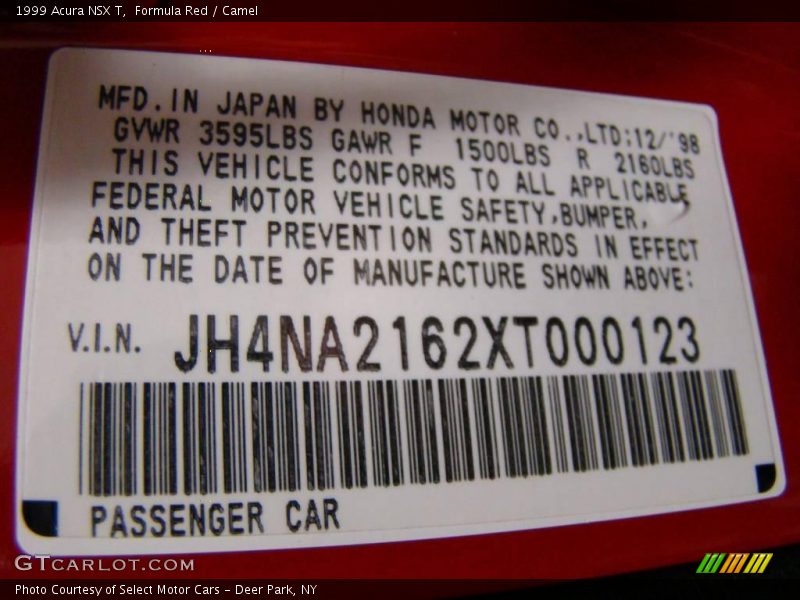 1999 Acura NSX T, Formula Red / Camel
MFD.IN JAPAN BY HONDA MOTOR CO.,LTD:12/'98
GVWR 3595LBS GAWR F 1500LBS R 2160LBS
THIS VEHICLE CONFORMS TO ALL APPLICABLE
FEDERAL MOTOR VEHICLE SAFETY,BUMPER,
AND THEFT PREVENTION STANDARDS IN EFFECT
ON THE DATE OF MANUFACTURE SHOWN ABOVE:
V.I.N. JH4NA2162XT000123
PASSENGER CAR
GTCARLOT.COM
Photo Courtesy of Select Motor Cars - Deer Park, NY